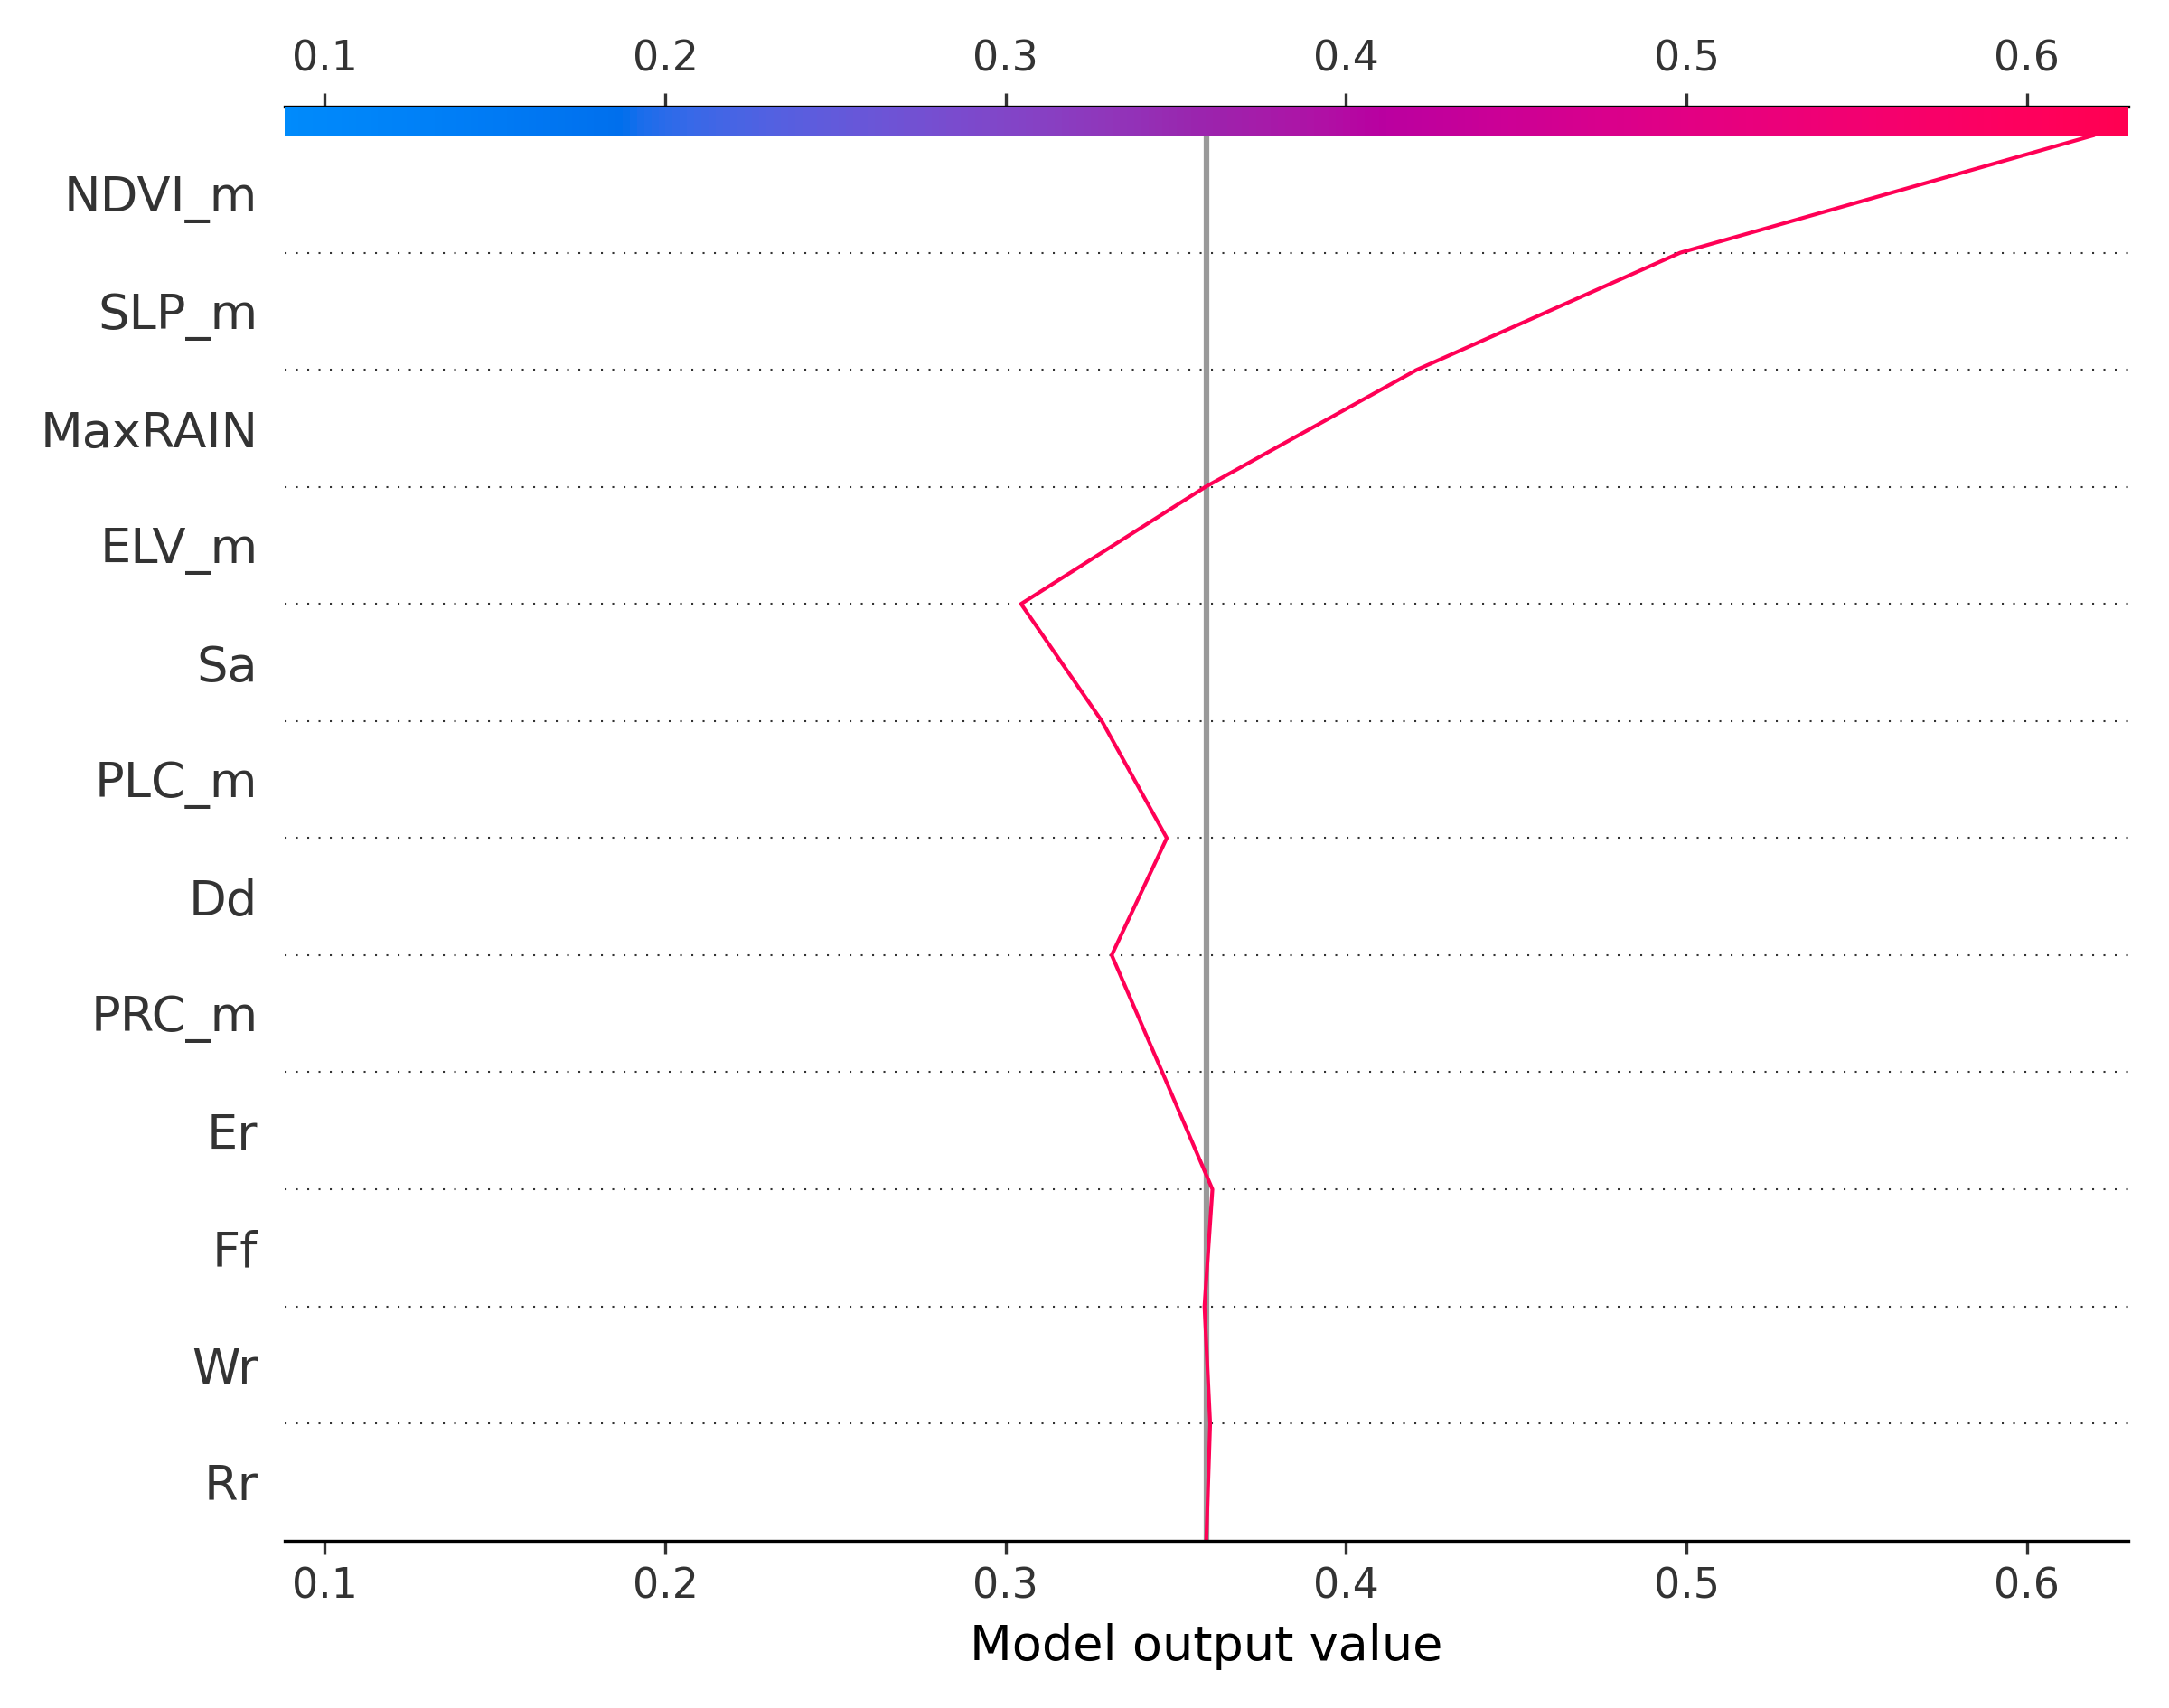 0.1 0.2 0.3 0.4 0.5 0.6
NDVI_m
SLP_m
MaxRAIN
ELV_m
Sa
PLC_m
Dd
PRC_m
Er
Ff
Wr
Rr
0.1 0.2 0.3 0.4 0.5 0.6
Model output value